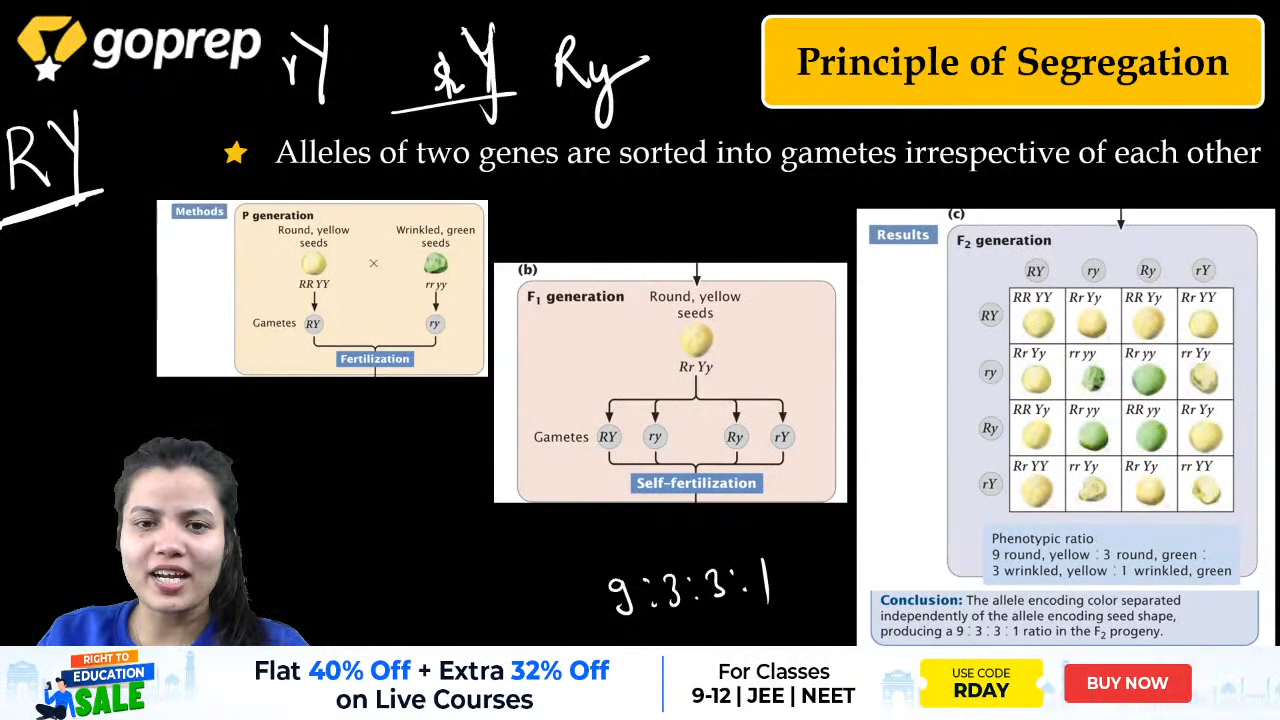 goprep
rY
rY
Ry
Principle of Segregation
RY
Alleles of two genes are sorted into gametes irrespective of each other
Methods
P generation
Round, yellow
seeds
Wrinkled, green
seeds
×
RR YY
rr yy
Gametes
RY
ry
Fertilization
(b)
F₁ generation
Round, yellow
seeds
Rr Yy
Gametes
RY
ry
Ry
rY
Self-fertilization
(c)
Results
F₂ generation
RY ry Ry rY
RY
RR YY Rr Yy RR Yy Rr YY
ry
Rr Yy rr yy Rr yy rr Yy
Ry
RR Yy Rr yy RR yy Rr Yy
rY
Rr YY rr Yy Rr Yy rr YY
Phenotypic ratio
9 round, yellow : 3 round, green :
3 wrinkled, yellow : 1 wrinkled, green
Conclusion: The allele encoding color separated
independently of the allele encoding seed shape,
producing a 9 : 3 : 3 : 1 ratio in the F₂ progeny.
9:3:3:1
RIGHT TO
EDUCATION
SALE
Flat 40% Off + Extra 32% Off
on Live Courses
For Classes
9-12 | JEE | NEET
USE CODE
RDAY
BUY NOW